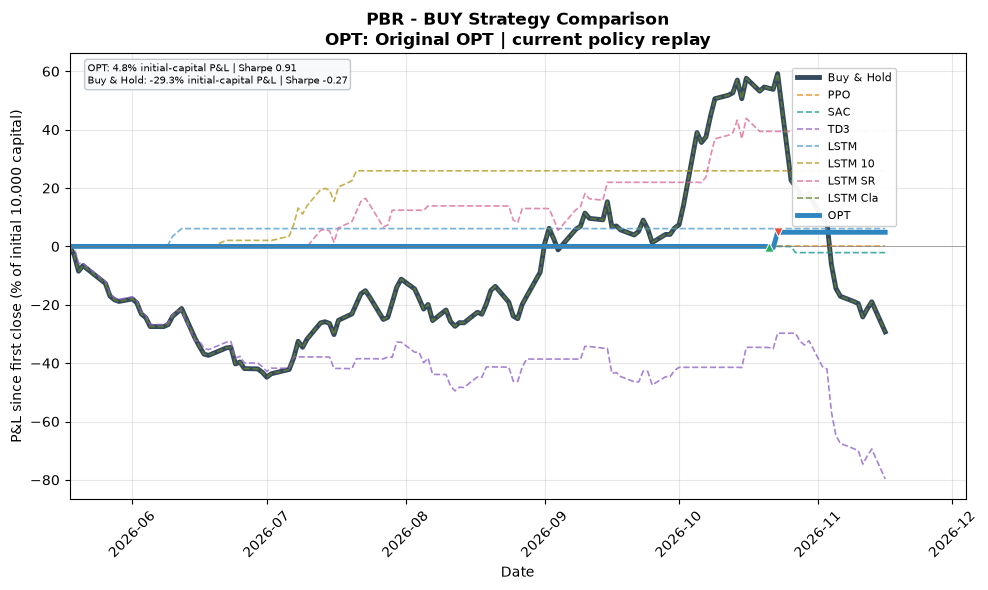 PBR - BUY Strategy Comparison
OPT: Original OPT | current policy replay
OPT: 4.8% initial-capital P&L | Sharpe 0.91
Buy & Hold: -29.3% initial-capital P&L | Sharpe -0.27
Buy & Hold
PPO
SAC
TD3
LSTM
LSTM 10
LSTM SR
LSTM Cla
OPT
P&L since first close (% of initial 10,000 capital)
60
40
20
0
−20
−40
−60
−80
2026-06
2026-07
2026-08
2026-09
2026-10
2026-11
2026-12
Date